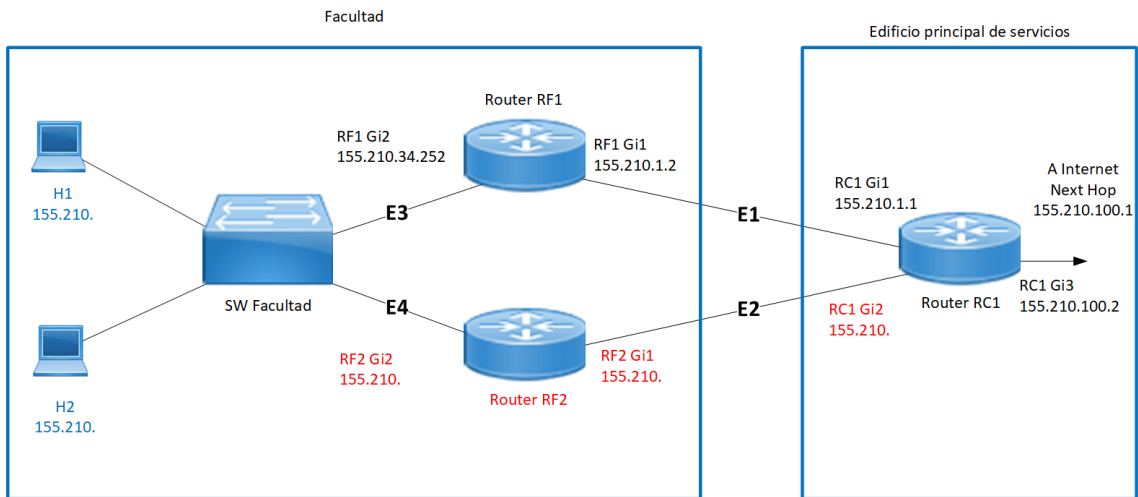 Facultad
Edificio principal de servicios
Router RF1
RF1 Gi2
155.210.34.252
RF1 Gi1
155.210.1.2
H1
155.210.
E3
E1
RC1 Gi1
155.210.1.1
A Internet
Next Hop
155.210.100.1
SW Facultad
E4
E2
RC1 Gi2
155.210.
Router RC1
RC1 Gi3
155.210.100.2
RF2 Gi2
155.210.
RF2 Gi1
155.210.
Router RF2
H2
155.210.